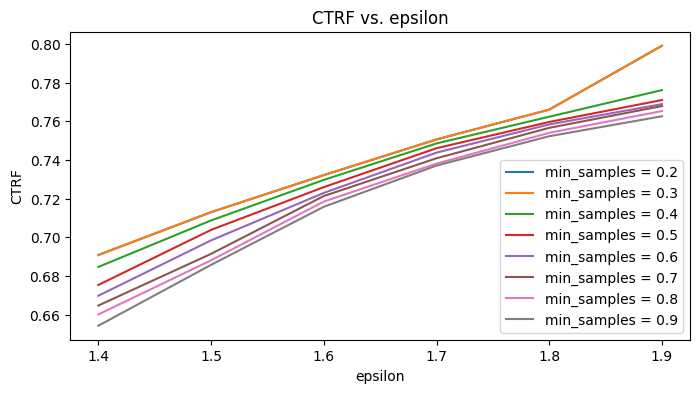 CTRF vs. epsilon
0.80
0.78
0.76
0.74
0.72
0.70
0.68
0.66
CTRF
1.4 1.5 1.6 1.7 1.8 1.9
epsilon
min_samples = 0.2
min_samples = 0.3
min_samples = 0.4
min_samples = 0.5
min_samples = 0.6
min_samples = 0.7
min_samples = 0.8
min_samples = 0.9